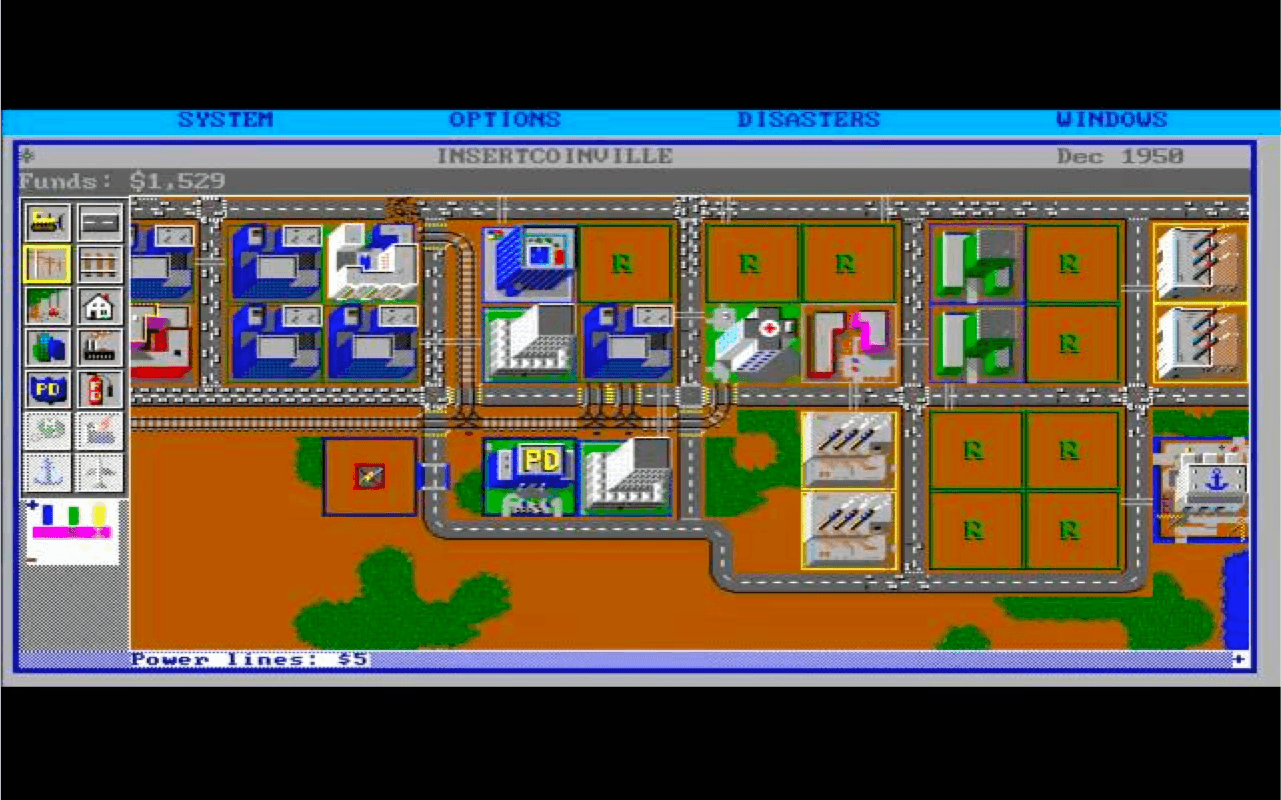 SYSTEM OPTIONS DISASTERS WINDOWS
INSERTCOINVILLE Dec 1950
Funds: $1,529
R
R R
R
R
PD
PD
R R
R R
Power lines: $5